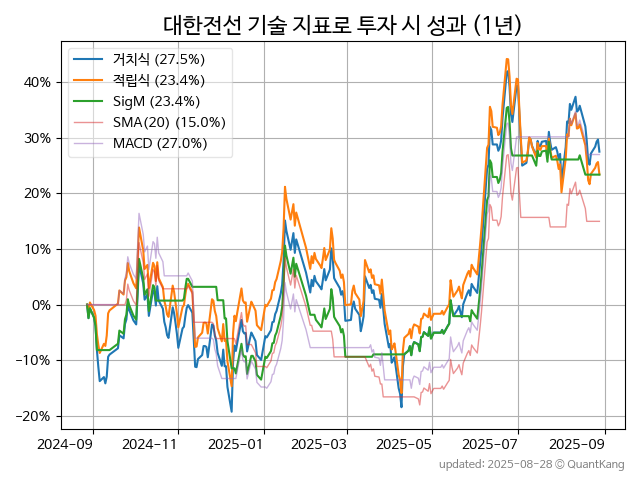 대한전선 기술 지표로 투자 시 성과 (1년)
거치식 (27.5%)
적립식 (23.4%)
SigM (23.4%)
SMA(20) (15.0%)
MACD (27.0%)
40%
30%
20%
10%
0%
−10%
−20%
2024-09 2024-11 2025-01 2025-03 2025-05 2025-07 2025-09
updated: 2025-08-28 © QuantKang